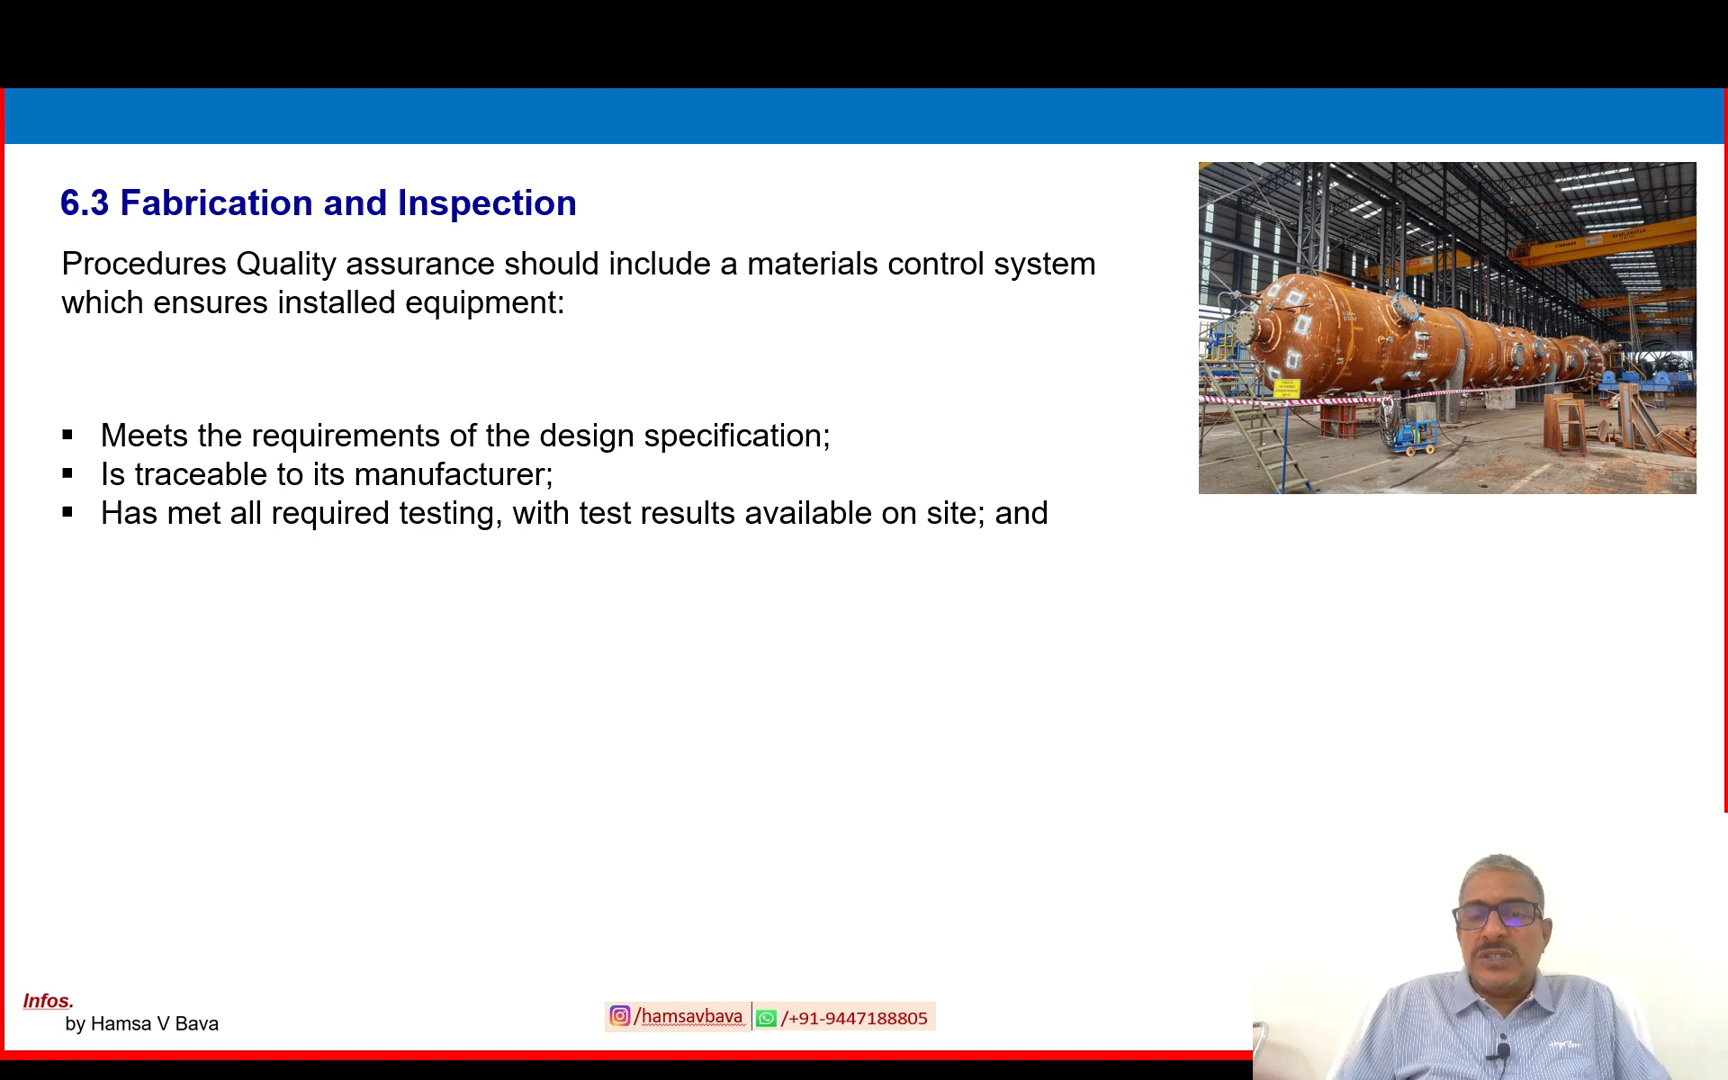 6.3 Fabrication and Inspection
Procedures Quality assurance should include a materials control system
which ensures installed equipment:
▪ Meets the requirements of the design specification;
▪ Is traceable to its manufacturer;
▪ Has met all required testing, with test results available on site; and
Infos.
by Hamsa V Bava
/hamsavbava
/+91-9447188805